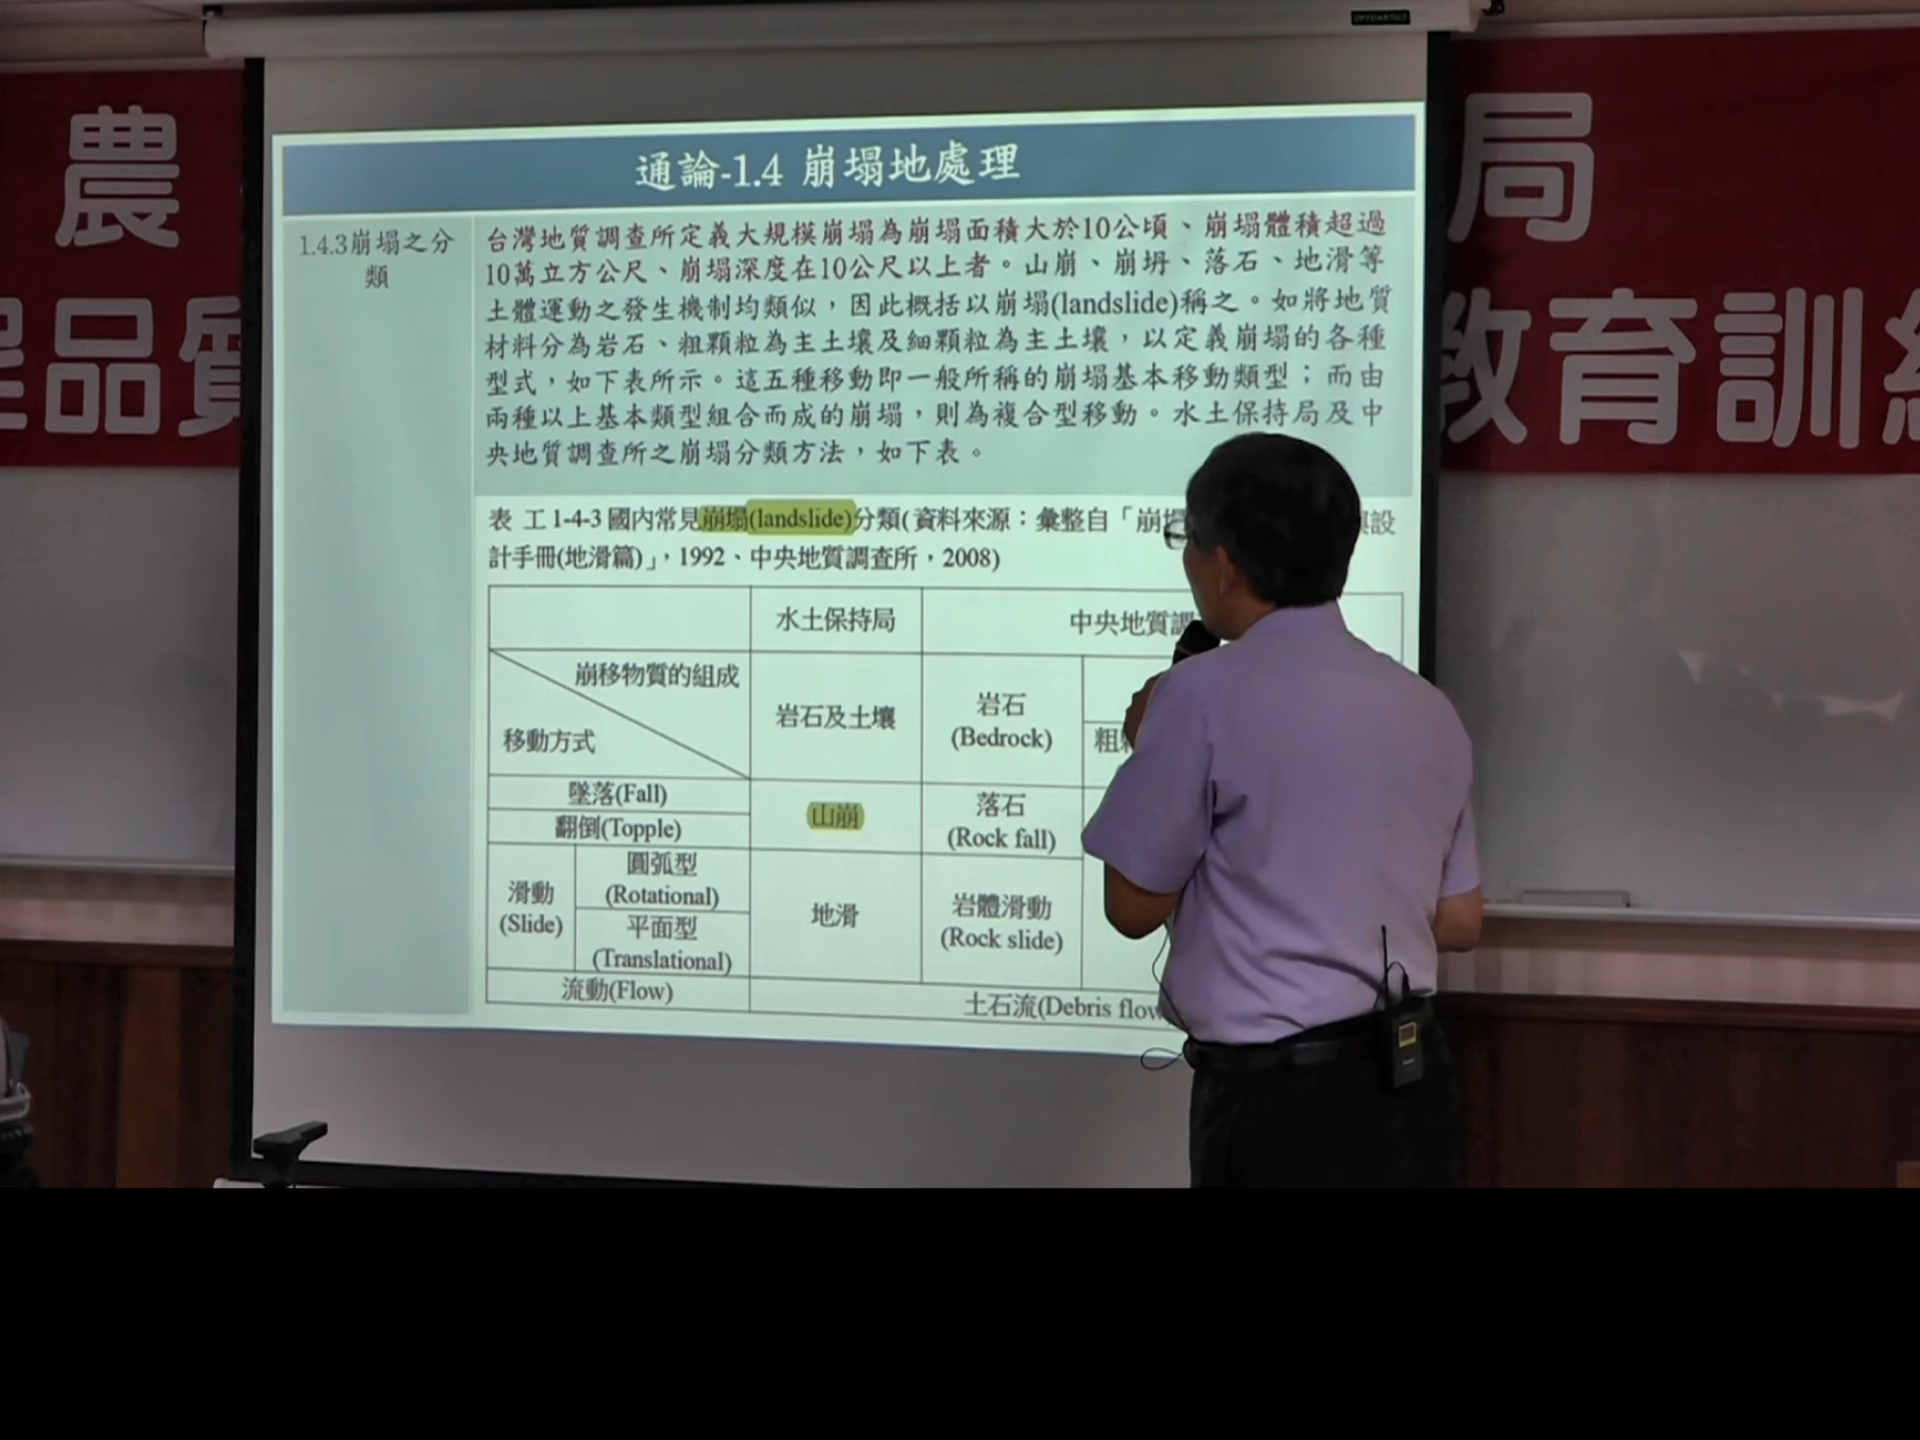 農 局
品質 教育訓
通論-1.4 崩塌地處理
1.4.3崩塌之分
類
台灣地質調查所定義大規模崩塌為崩塌面積大於10公頃、崩塌體積超過
10萬立方公尺、崩塌深度在10公尺以上者。山崩、崩坍、落石、地滑等
土體運動之發生機制均類似，因此概括以崩塌(landslide)稱之。如將地質
材料分為岩石、粗顆粒為主土壤及細顆粒為主土壤，以定義崩塌的各種
型式，如下表所示。這五種移動即一般所稱的崩塌基本移動類型；而由
兩種以上基本類型組合而成的崩塌，則為複合型移動。水土保持局及中
央地質調查所之崩塌分類方法，如下表。
表 工1-4-3 國內常見崩塌(landslide)分類(資料來源：彙整自「崩塌 與設
計手冊(地滑篇)」，1992、中央地質調查所，2008)
水土保持局 中央地質調
崩移物質的組成
移動方式
岩石及土壤
岩石
(Bedrock)
粗
墜落(Fall)
翻倒(Topple)
山崩
落石
(Rock fall)
滑動
(Slide)
圓弧型
(Rotational)
平面型
(Translational)
地滑
岩體滑動
(Rock slide)
流動(Flow)
土石流(Debris flow